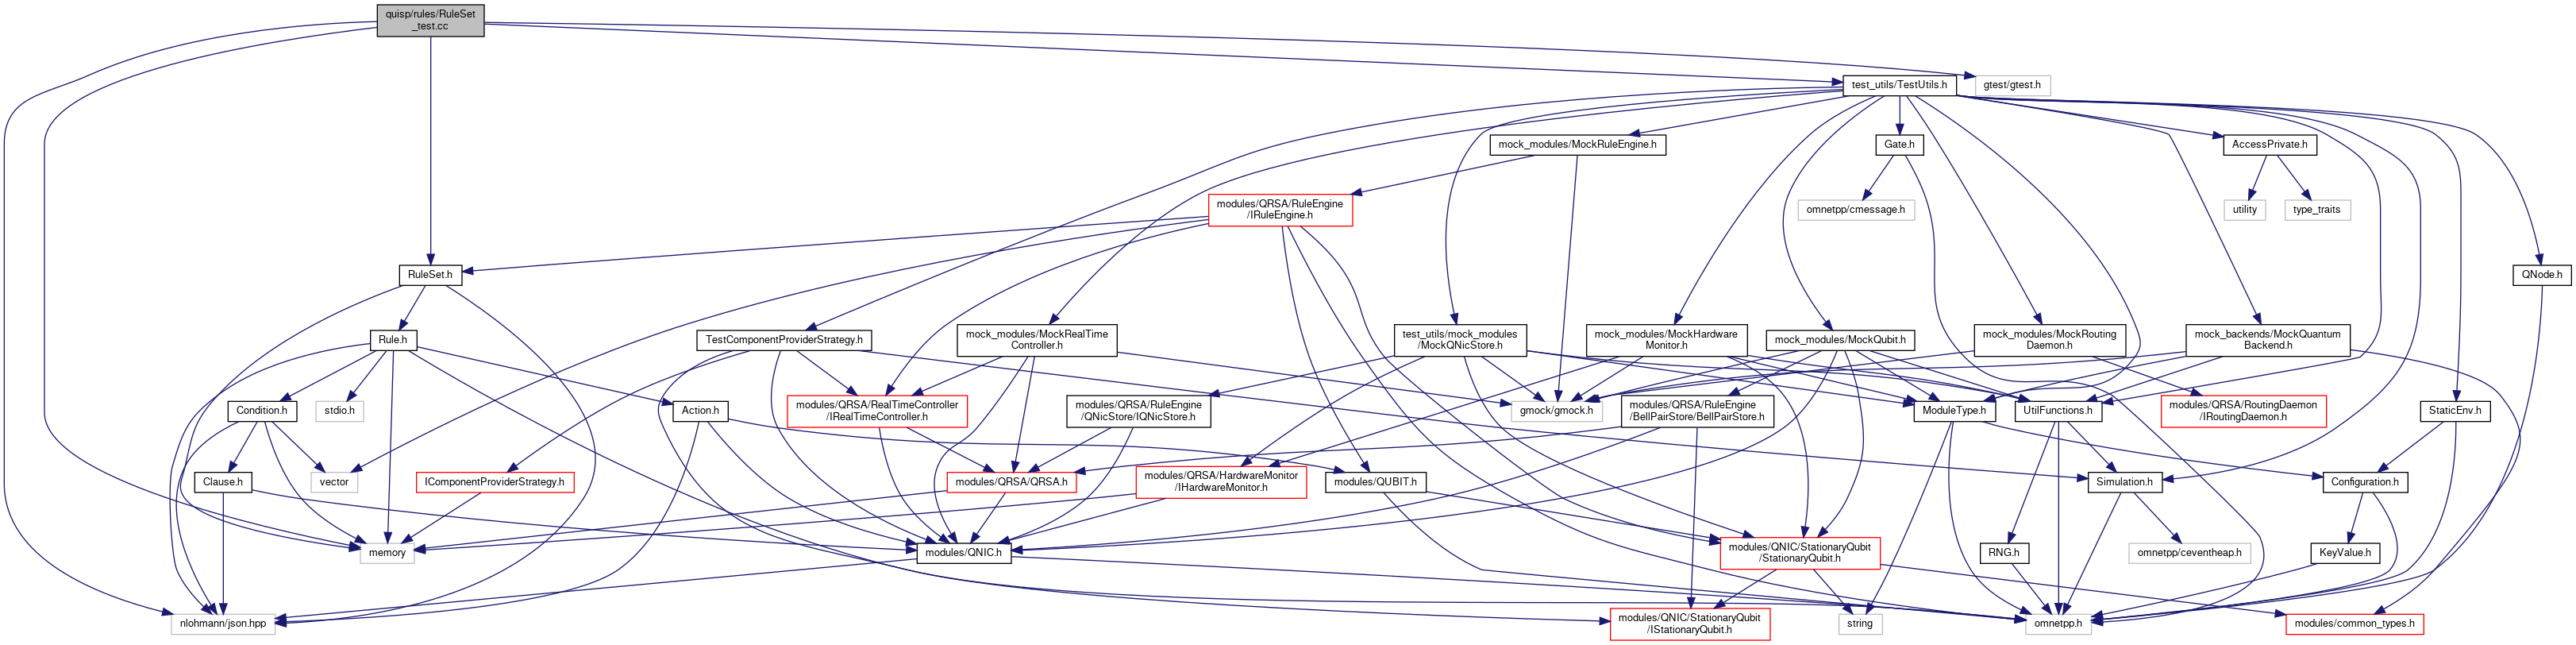 quisp/rules/RuleSet
_test.cc
test_utils/TestUtils.h
gtest/gtest.h
mock_modules/MockRuleEngine.h
Gate.h
AccessPrivate.h
modules/QRSA/RuleEngine
/IRuleEngine.h
omnetpp/cmessage.h
utility
type_traits
RuleSet.h
QNode.h
Rule.h
TestComponentProviderStrategy.h
mock_modules/MockRealTime
Controller.h
test_utils/mock_modules
/MockQNicStore.h
mock_modules/MockHardware
Monitor.h
mock_modules/MockQubit.h
mock_modules/MockRouting
Daemon.h
mock_backends/MockQuantum
Backend.h
Condition.h
stdio.h
Action.h
modules/QRSA/RealTimeController
/IRealTimeController.h
modules/QRSA/RuleEngine
/QNicStore/IQNicStore.h
gmock/gmock.h
modules/QRSA/RuleEngine
/BellPairStore/BellPairStore.h
ModuleType.h
UtilFunctions.h
modules/QRSA/RoutingDaemon
/IRoutingDaemon.h
StaticEnv.h
Clause.h
vector
IComponentProviderStrategy.h
modules/QRSA/QRSA.h
modules/QRSA/HardwareMonitor
/IHardwareMonitor.h
modules/QUBIT.h
Simulation.h
Configuration.h
memory
modules/QNIC.h
modules/QNIC/StationaryQubit
/StationaryQubit.h
RNG.h
omnetpp/ceventheap.h
KeyValue.h
nlohmann/json.hpp
modules/QNIC/StationaryQubit
/IStationaryQubit.h
string
omnetpp.h
modules/common_types.h